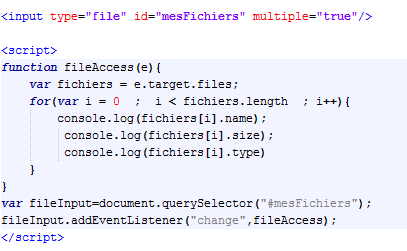 <input type="file" id="mesFichiers" multiple="true"/>
<script>
function fileAccess(e){
var fichiers = e.target.files;
for(var i = 0  ;  i < fichiers.length  ; i++){
console.log(fichiers[i].name);
console.log(fichiers[i].size);
console.log(fichiers[i].type)
}
}
var fileInput=document.querySelector("#mesFichiers");
fileInput.addEventListener("change",fileAccess);
</script>